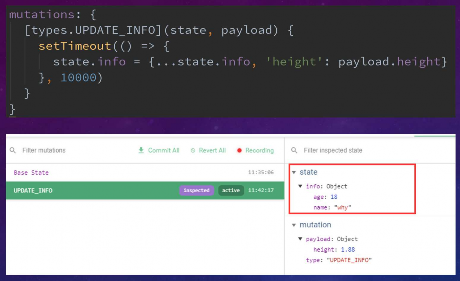 mutations: {
[types.UPDATE_INFO](state, payload) {
setTimeout(() => {
state.info = {...state.info, 'height': payload.height}
}, 10000)
}
}
Filter mutations
Commit All
Revert All
Recording
Base State
11:35:06
UPDATE_INFO
inspected
active
11:42:17
Filter inspected state
state
info: Object
age: 18
name: "why"
mutation
payload: Object
height: 1.88
type: "UPDATE_INFO"